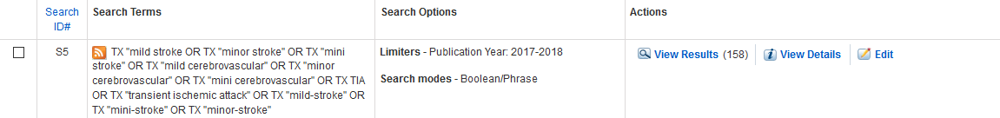 Search ID# Search Terms Search Options Actions
S5 TX "mild stroke OR TX "minor stroke" OR TX "mini Limiters - Publication Year: 2017-2018 View Results (158) View Details Edit
stroke" OR TX "mild cerebrovascular" OR TX "minor
cerebrovascular" OR TX "mini cerebrovascular" OR TX TIA Search modes - Boolean/Phrase
OR TX "transient ischemic attack" OR TX "mild-stroke" OR
TX "mini-stroke" OR TX "minor-stroke"